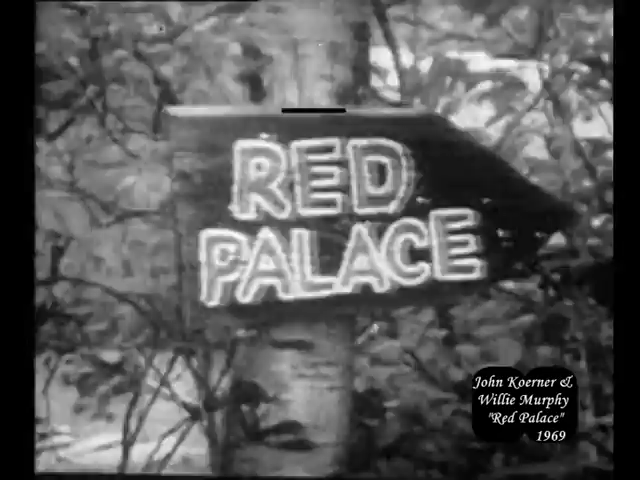 RED
PALACE
John Koerner &
Willie Murphy
"Red Palace"
1969